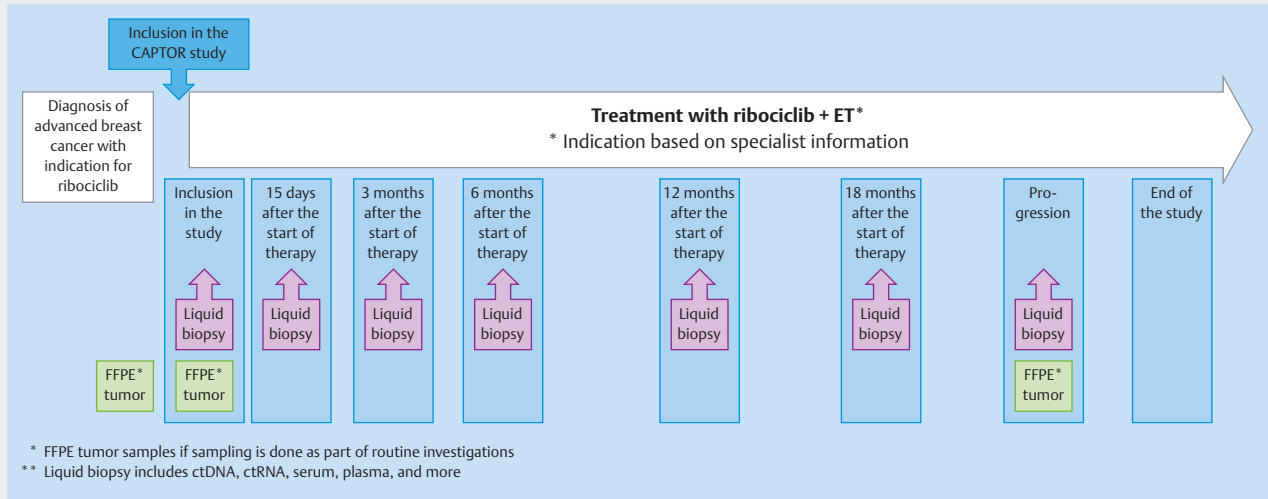 Inclusion in the
CAPTOR study
Diagnosis of
advanced breast
cancer with
indication for
ribociclib
Treatment with ribociclib + ET*
* Indication based on specialist information
Inclusion
in the
study
15 days
after the
start of
therapy
3 months
after the
start of
therapy
6 months
after the
start of
therapy
12 months
after the
start of
therapy
18 months
after the
start of
therapy
Pro-
gression
End of
the study
Liquid
biopsy
Liquid
biopsy
Liquid
biopsy
Liquid
biopsy
Liquid
biopsy
Liquid
biopsy
Liquid
biopsy
FFPE*
tumor
FFPE*
tumor
FFPE*
tumor
* FFPE tumor samples if sampling is done as part of routine investigations
** Liquid biopsy includes ctDNA, ctRNA, serum, plasma, and more